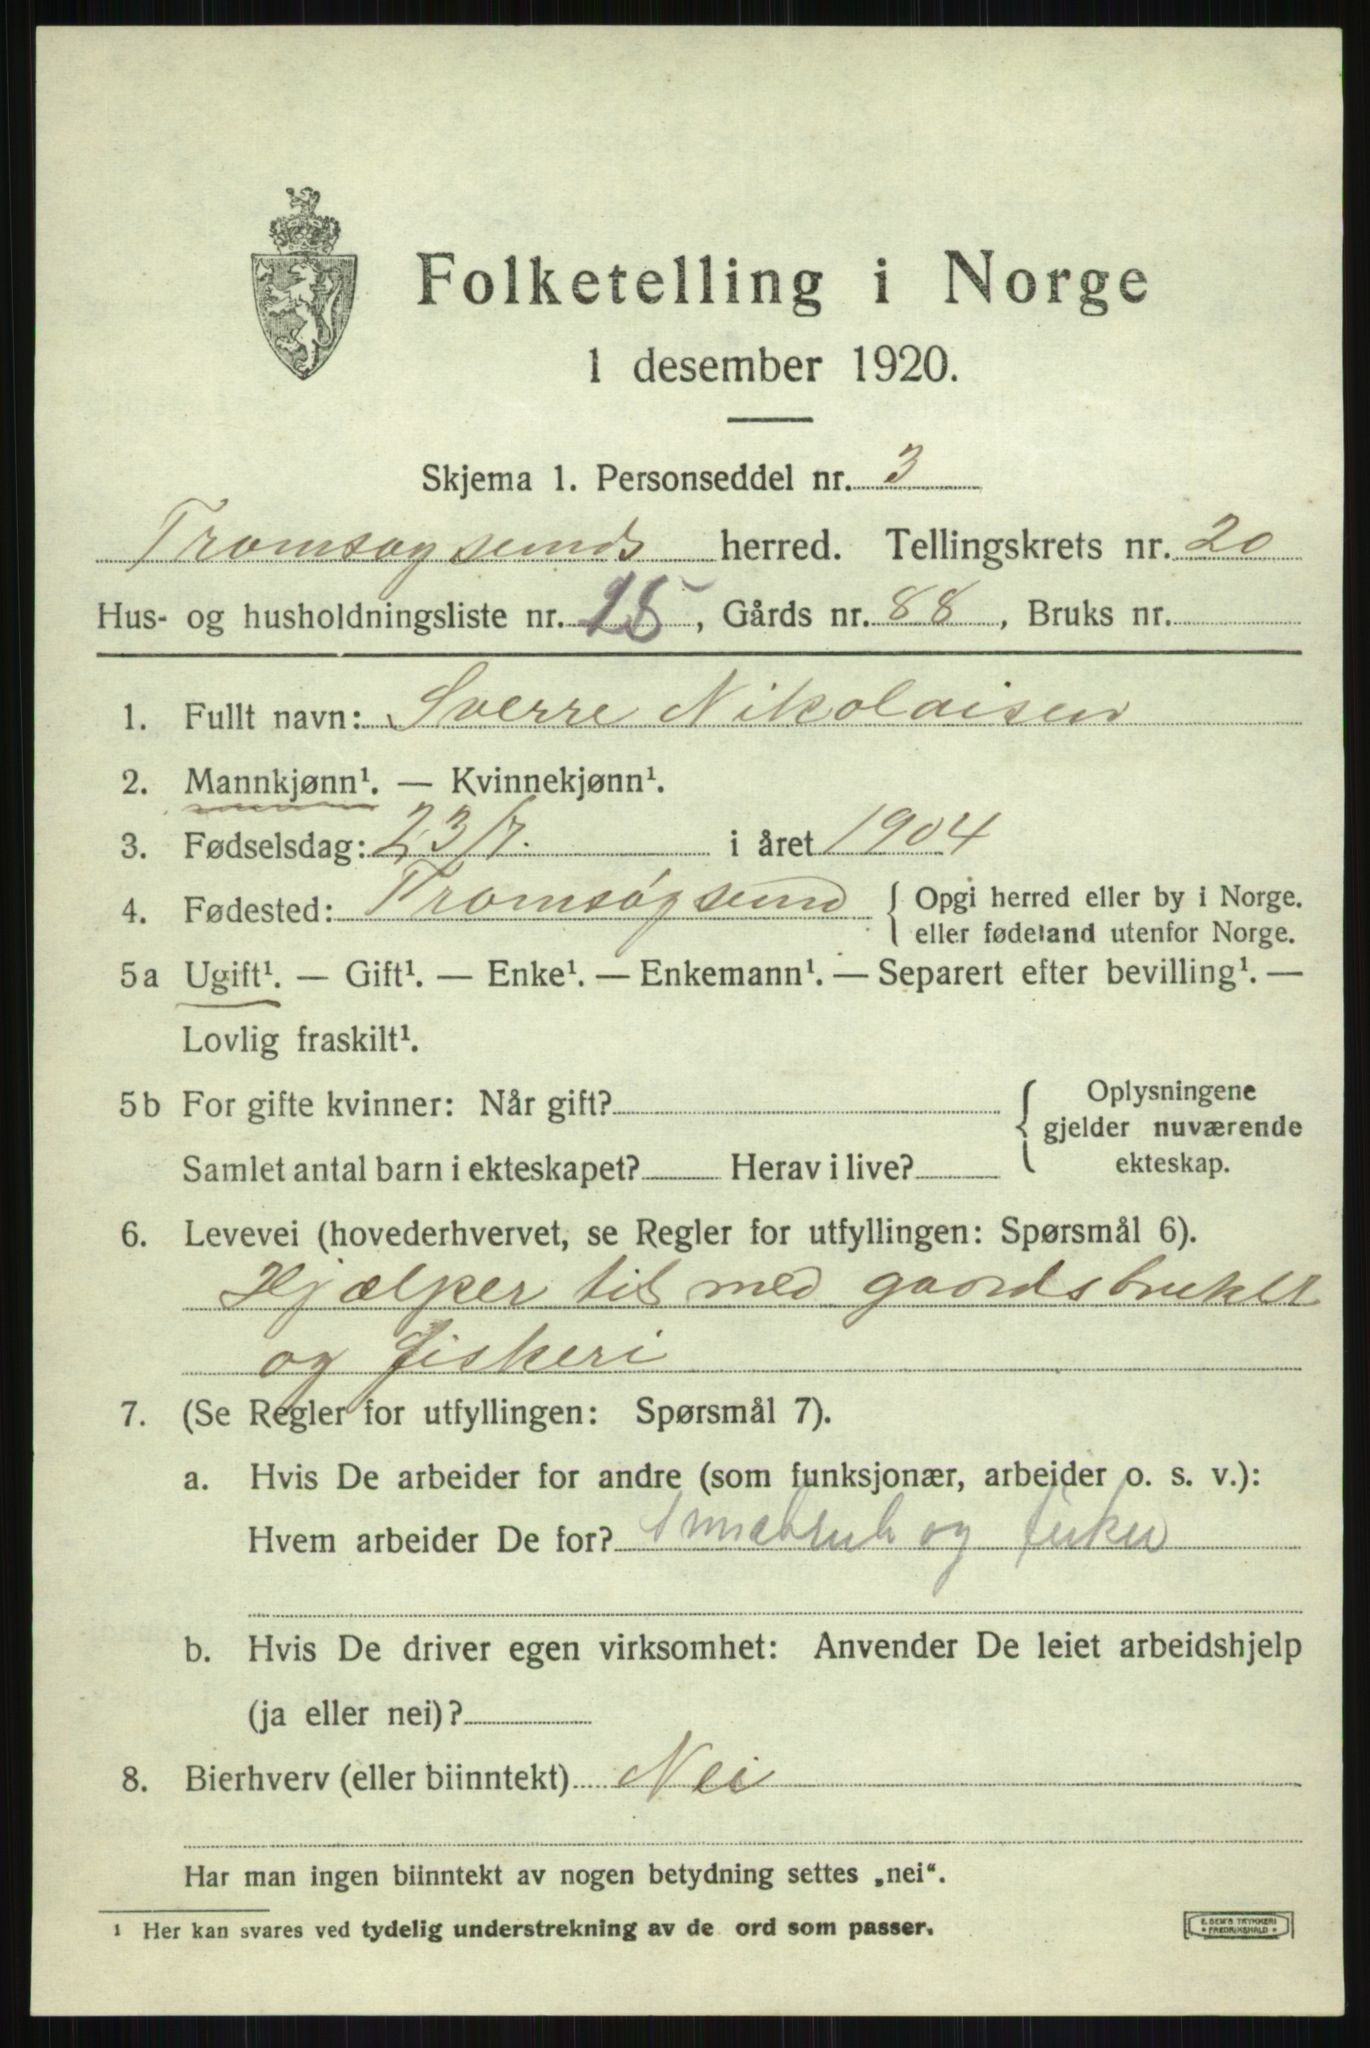 Folketelling i Norge
1 desember 1920.
Skjema 1. Personseddel nr. 3
Tromsøysunds herred. Tellingskrets nr. 20
Hus- og husholdningsliste nr. 25, Gårds nr. 88, Bruks nr.
1. Fullt navn: Sverre Nikolaisen
2. Mannkjønn¹. — Kvinnekjønn¹.
3. Fødselsdag: 23/7. i året 1904
4. Fødested: Tromsøysund { Opgi herred eller by i Norge.
eller fødeland utenfor Norge.
5a Ugift¹. — Gift¹. — Enke¹. — Enkemann¹. — Separert efter bevilling¹. —
Lovlig fraskilt¹.
5b For gifte kvinner: Når gift? { Oplysningene
gjelder nuværende
Samlet antal barn i ekteskapet? Herav i live? ekteskap.
6. Levevei (hovederhvervet, se Regler for utfyllingen: Spørsmål 6).
Hjælper til med gaardsbruket
og fiskeri
7. (Se Regler for utfyllingen: Spørsmål 7).
a. Hvis De arbeider for andre (som funksjonær, arbeider o. s. v.):
Hvem arbeider De for? og fisker
b. Hvis De driver egen virksomhet: Anvender De leiet arbeidshjelp
(ja eller nei)?
8. Bierhverv (eller biinntekt) Nei
Har man ingen biinntekt av nogen betydning settes „nei“.
¹ Her kan svares ved tydelig understrekning av de ord som passer.
E. SEM'S TRYKKERI
* FREDRIKSHALD *